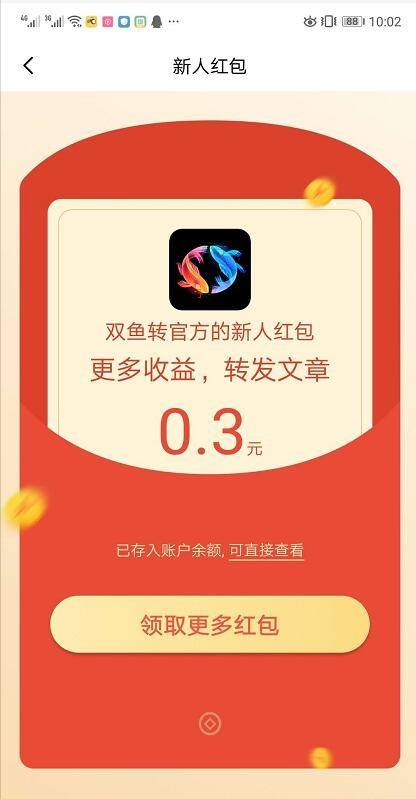 4G 3G 88 10:02
新人红包
双鱼转官方的新人红包
更多收益，转发文章
0.3元
已存入账户余额, 可直接查看
领取更多红包